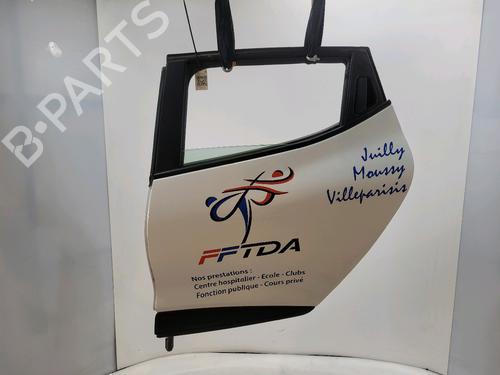 B-PARTS
Juilly
Moussy
Villeparisis
FFTDA
Nos prestations :
Centre hospitalier - Ecole - Clubs
Fonction publique - Cours privé